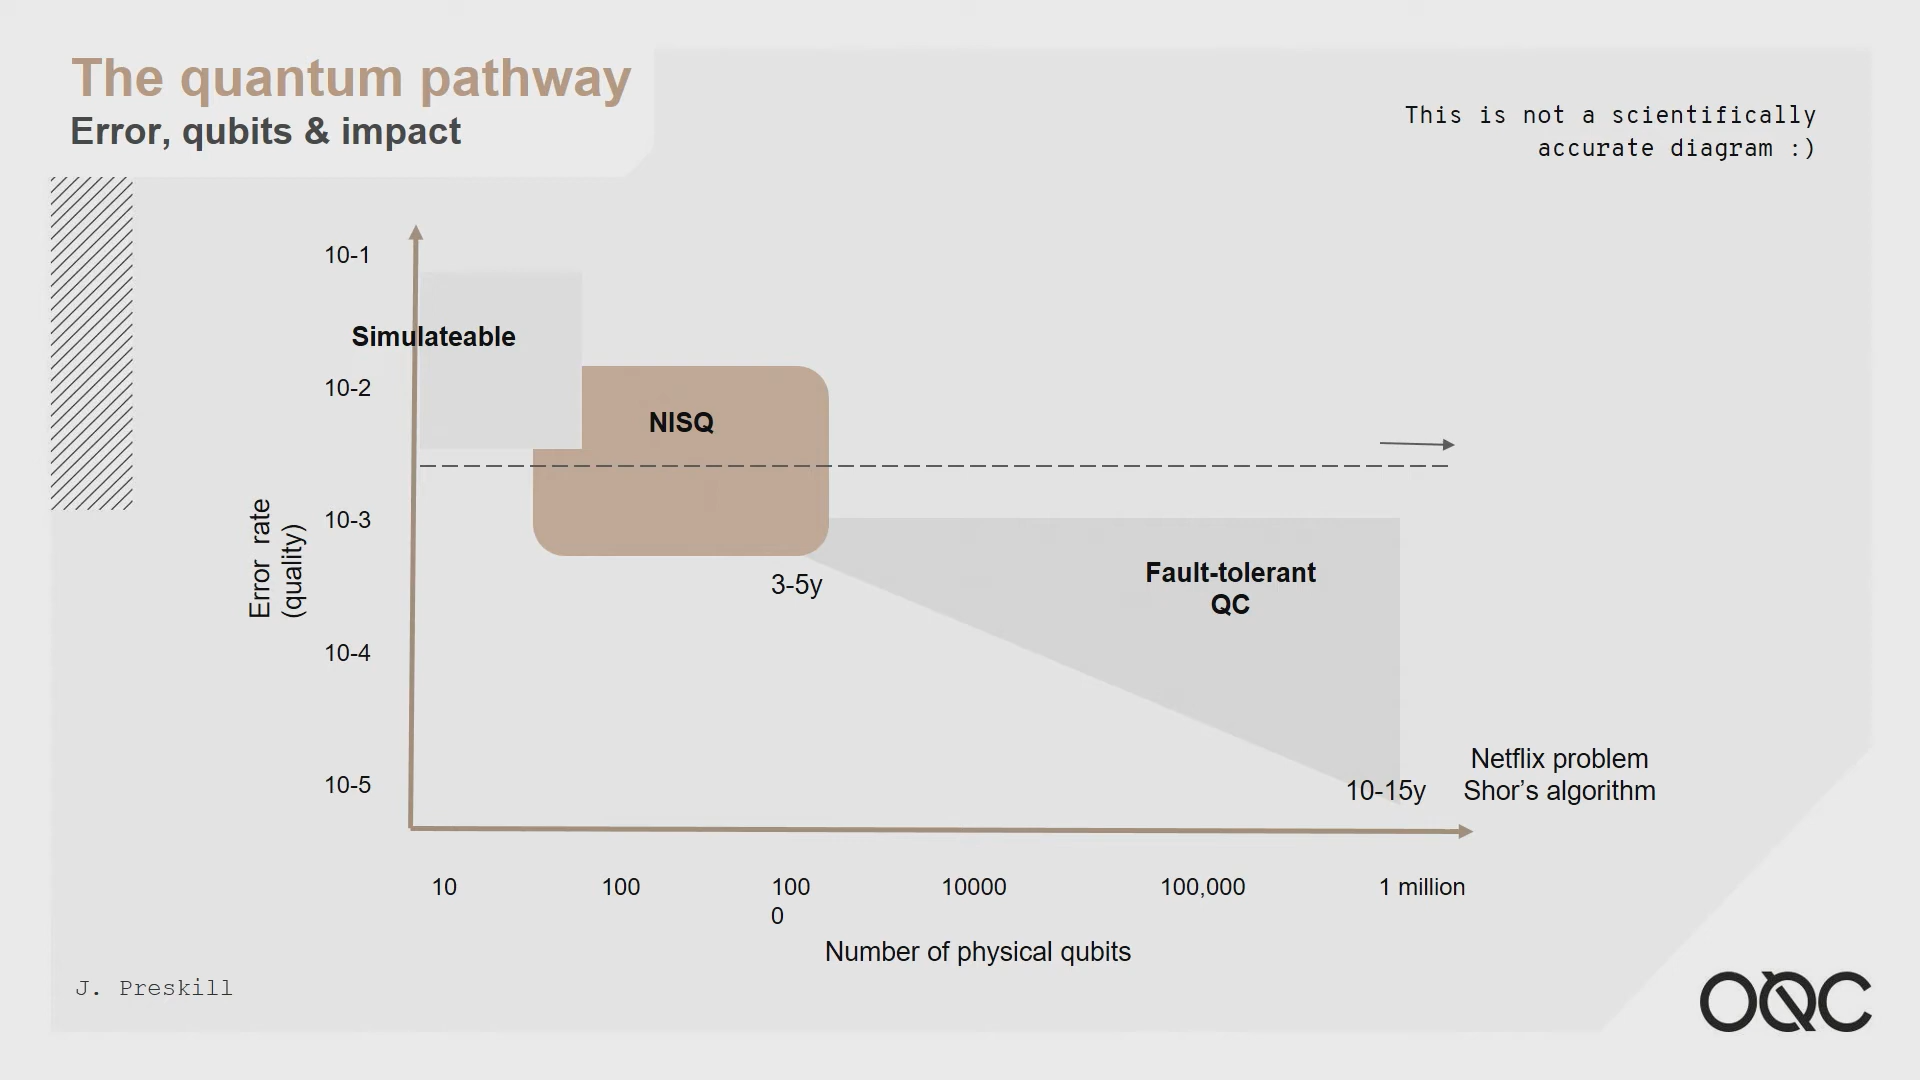 The quantum pathway
Error, qubits & impact
This is not a scientifically
accurate diagram :)
10-1
Simulateable
10-2
NISQ
Error rate
(quality)
10-3
Fault-tolerant
QC
3-5y
10-4
Netflix problem
10-5
10-15y
Shor’s algorithm
10
100
100
0
10000
100,000
1 million
Number of physical qubits
J. Preskill
OQC